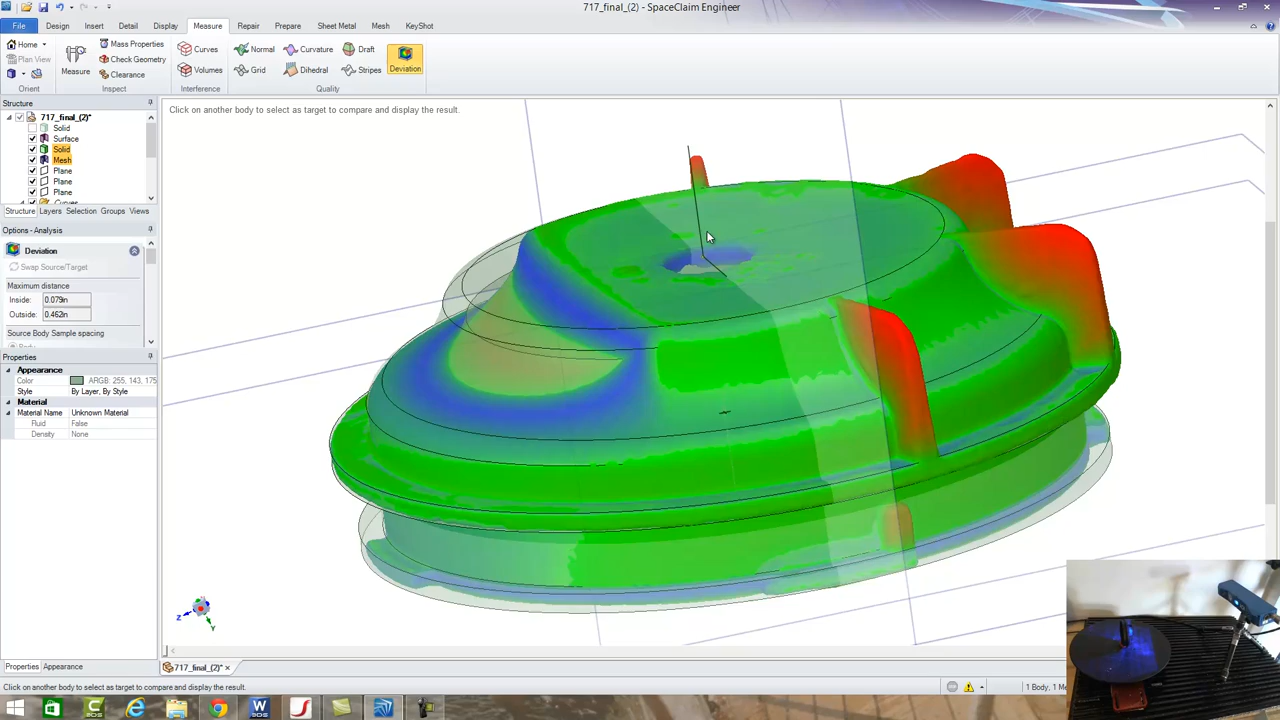 717_final_(2) - SpaceClaim Engineer
File Design Insert Detail Display Measure Repair Prepare Sheet Metal Mesh KeyShot
Home Mass Properties Curves Normal Curvature Draft
Plan View Measure Check Geometry Deviation
Clearance Volumes Grid Dihedral Stripes
Orient Inspect Interference Quality
Structure
717_final_(2)*
Solid
Surface
Solid
Mesh
Plane
Plane
Plane
Curves
Structure Layers Selection Groups Views
Options - Analysis
Deviation
Swap Source/Target
Maximum distance
Inside: 0.079in
Outside: 0.462in
Source Body Sample spacing
Body
Properties
Appearance
Color ARGB: 255, 143, 175
Style By Layer, By Style
Material
Material Name Unknown Material
Fluid False
Density None
Properties Appearance
Click on another body to select as target to compare and display the result.
Z
Y
717_final_(2)*
Click on another body to select as target to compare and display the result.
1 Body, 1 Me